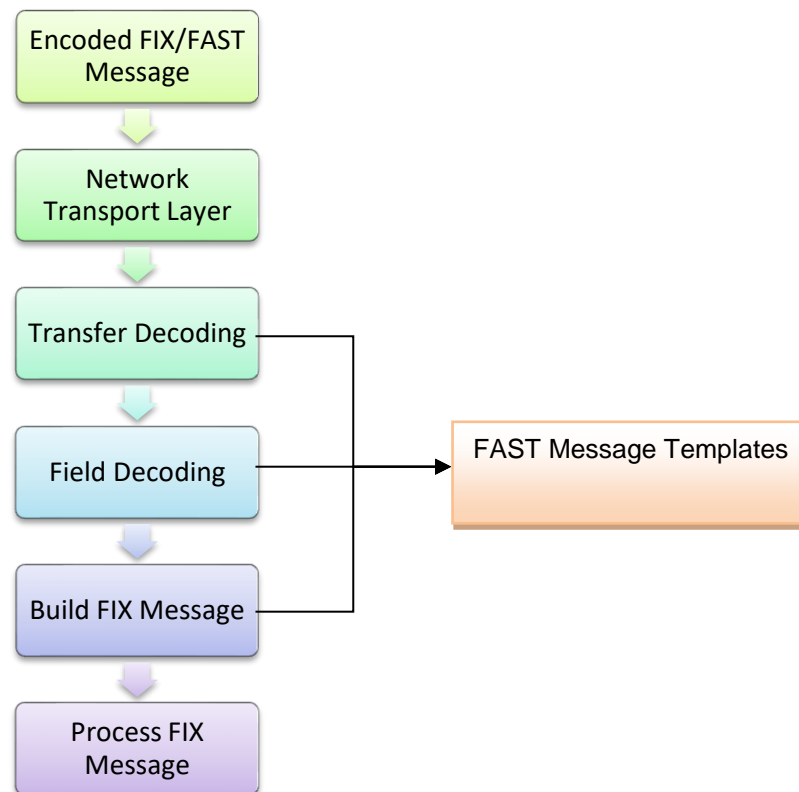 Encoded FIX/FAST
Message
Network
Transport Layer
Transfer Decoding
Field Decoding
FAST Message Templates
Build FIX Message
Process FIX
Message